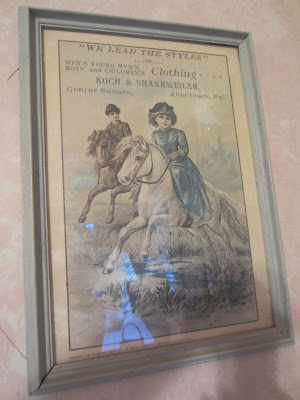 "WE LEAD THE STYLES"
...IN...
MEN'S YOUNG MEN'S,
BOYS' and CHILDREN'S Clothing....
KOCH & SHANKWEILER,
Center Square, Allentown, Pa.